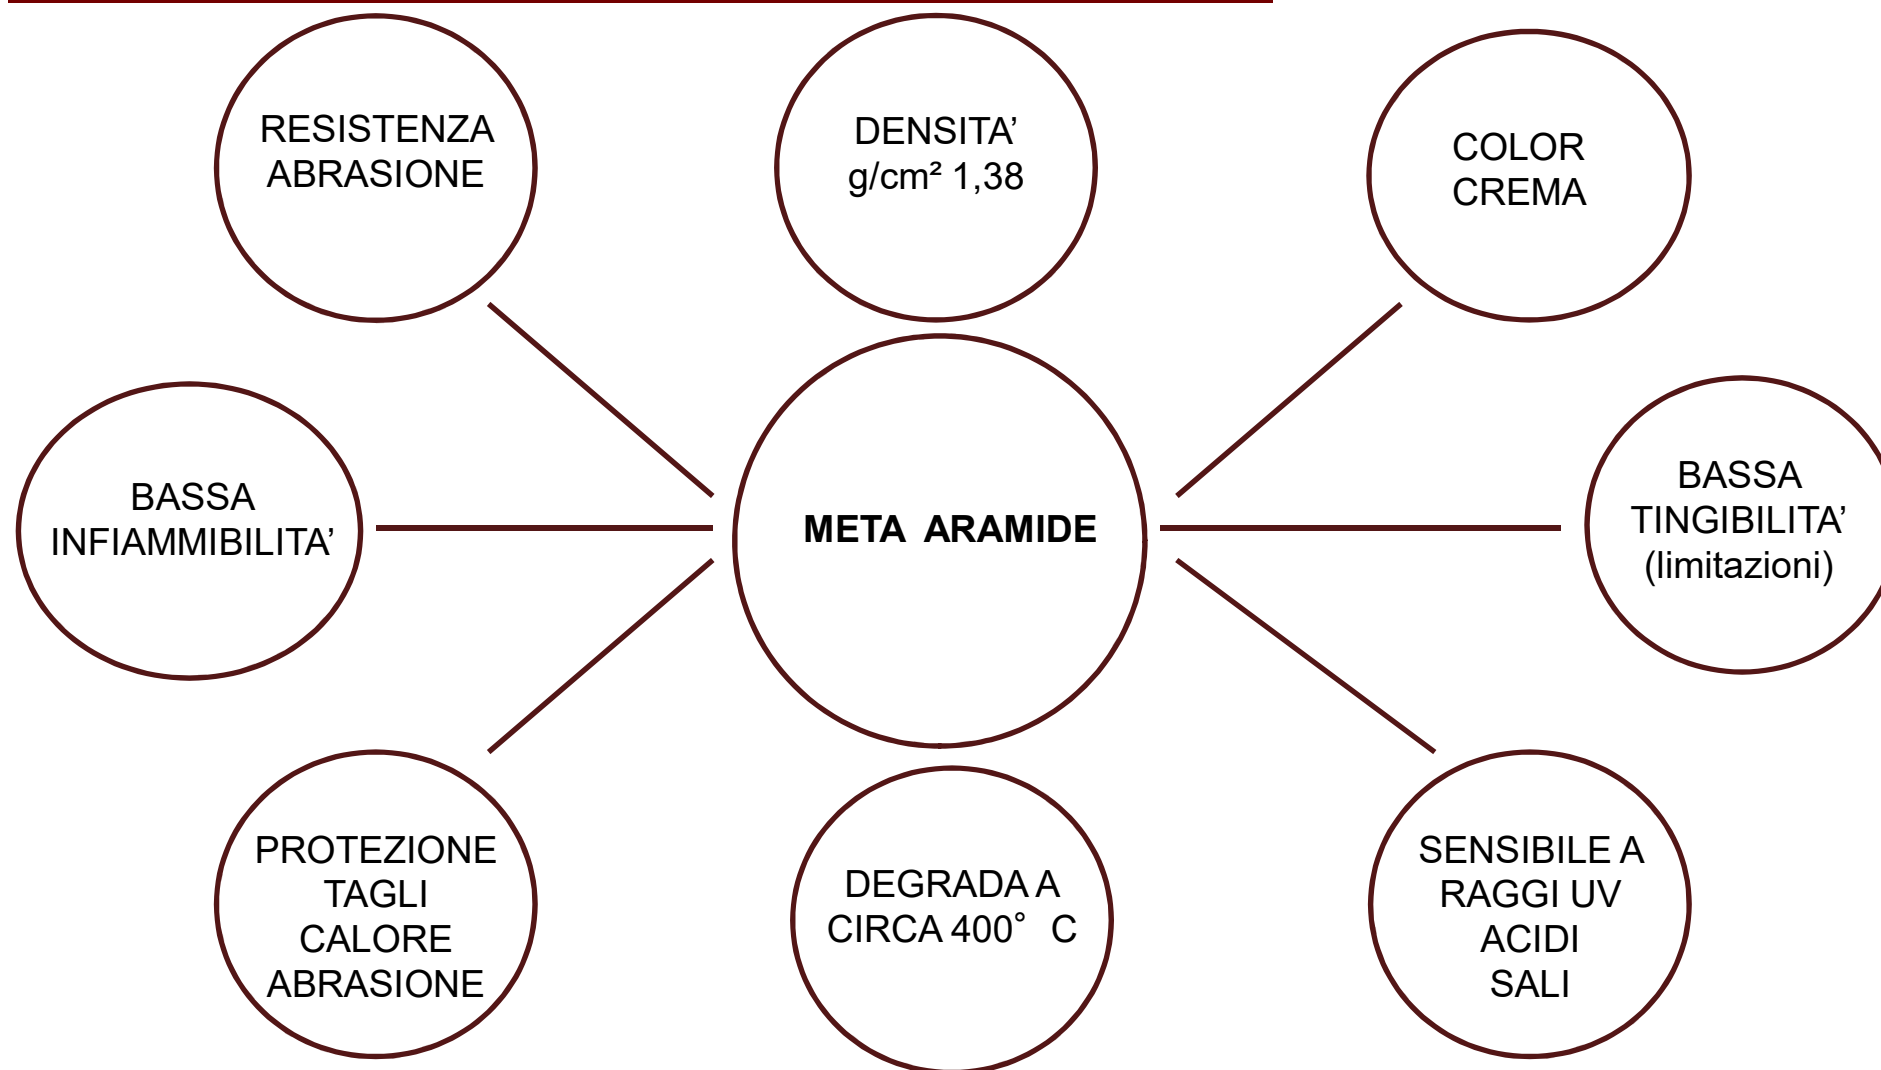 RESISTENZA
ABRASIONE
DENSITA’
g/cm² 1,38
COLOR
CREMA
BASSA
INFIAMMIBILITA’
META ARAMIDE
BASSA
TINGIBILITA’
(limitazioni)
PROTEZIONE
TAGLI
CALORE
ABRASIONE
DEGRADA A
CIRCA 400° C
SENSIBILE A
RAGGI UV
ACIDI
SALI